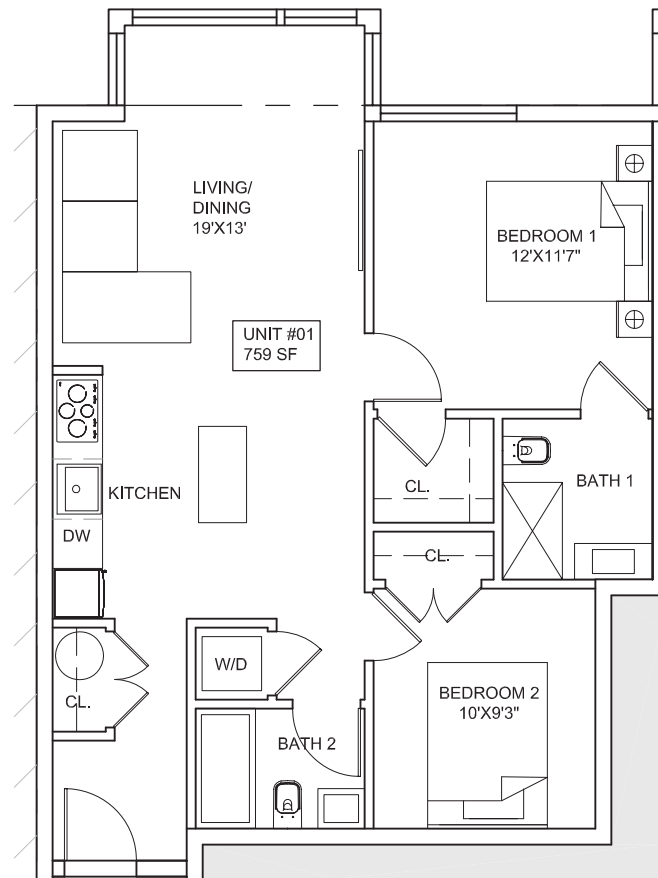 LIVING/
DINING
19'X13'
BEDROOM 1
12'X11'7"
UNIT #01
759 SF
KITCHEN
CL.
BATH 1
DW
CL.
W/D
CL.
BEDROOM 2
10'X9'3"
BATH 2